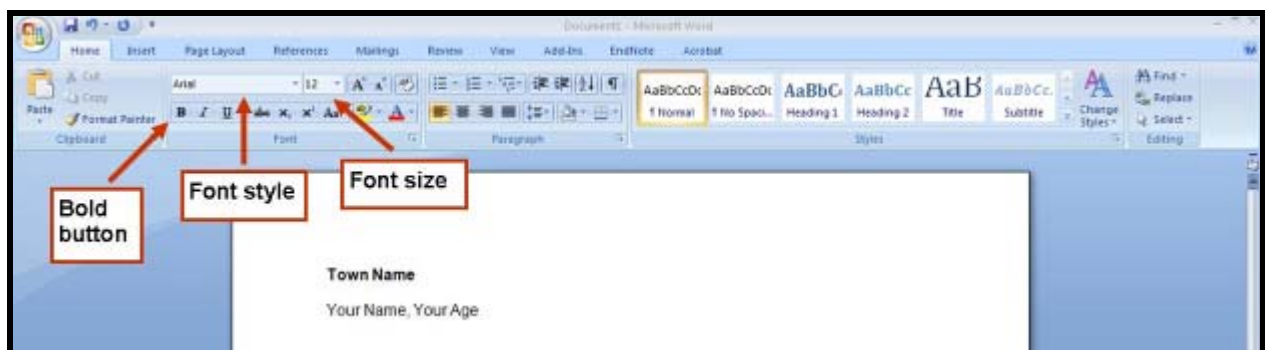 Document1 - Microsoft Word
Home Insert Page Layout References Mailings Review View Add-Ins EndNote Acrobat
Cut
Copy
Paste
Format Painter
Clipboard
Arial 12
B I U abc x, x' Aa A
Font
Paragraph
AaBbCcDc AaBbCcDc AaBbC AaBbCc AaB AaBbCc.
¶ Normal ¶ No Spaci... Heading 1 Heading 2 Title Subtitle
Change Styles
Styles
Find
Replace
Select
Editing
Bold button
Font style
Font size
Town Name
Your Name, Your Age